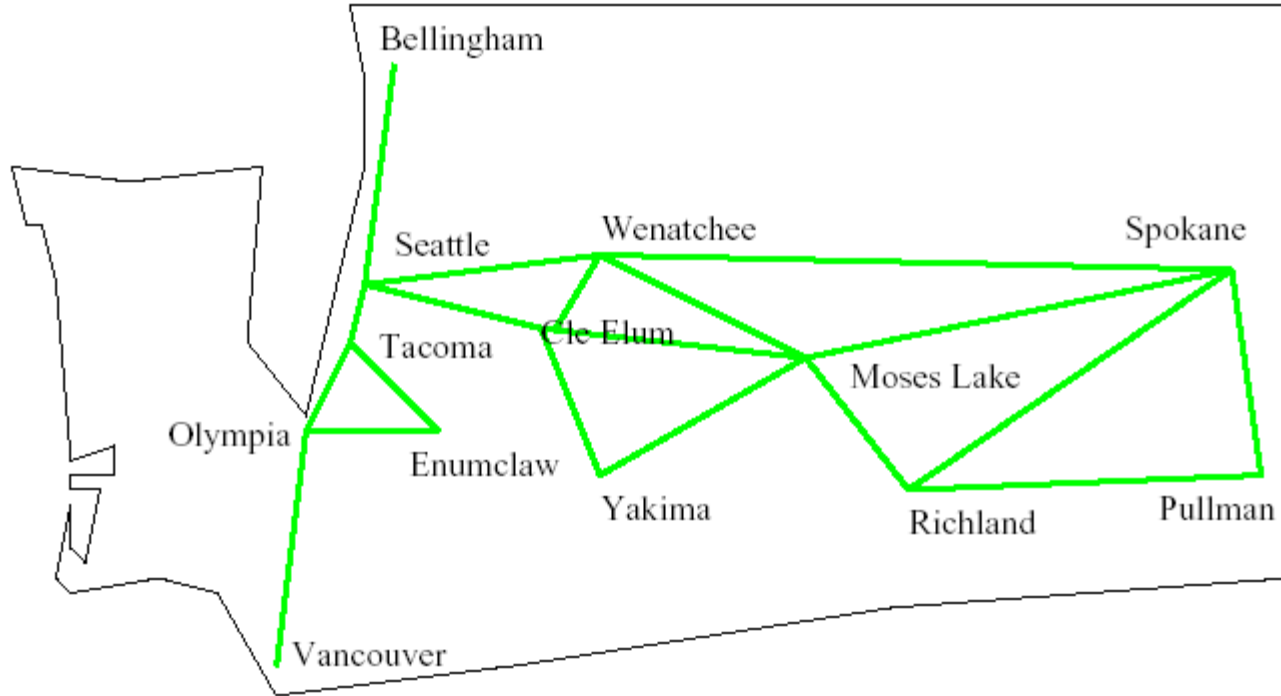 Bellingham
Seattle
Wenatchee
Spokane
Tacoma
Cle Elum
Moses Lake
Olympia
Enumclaw
Yakima
Richland
Pullman
Vancouver